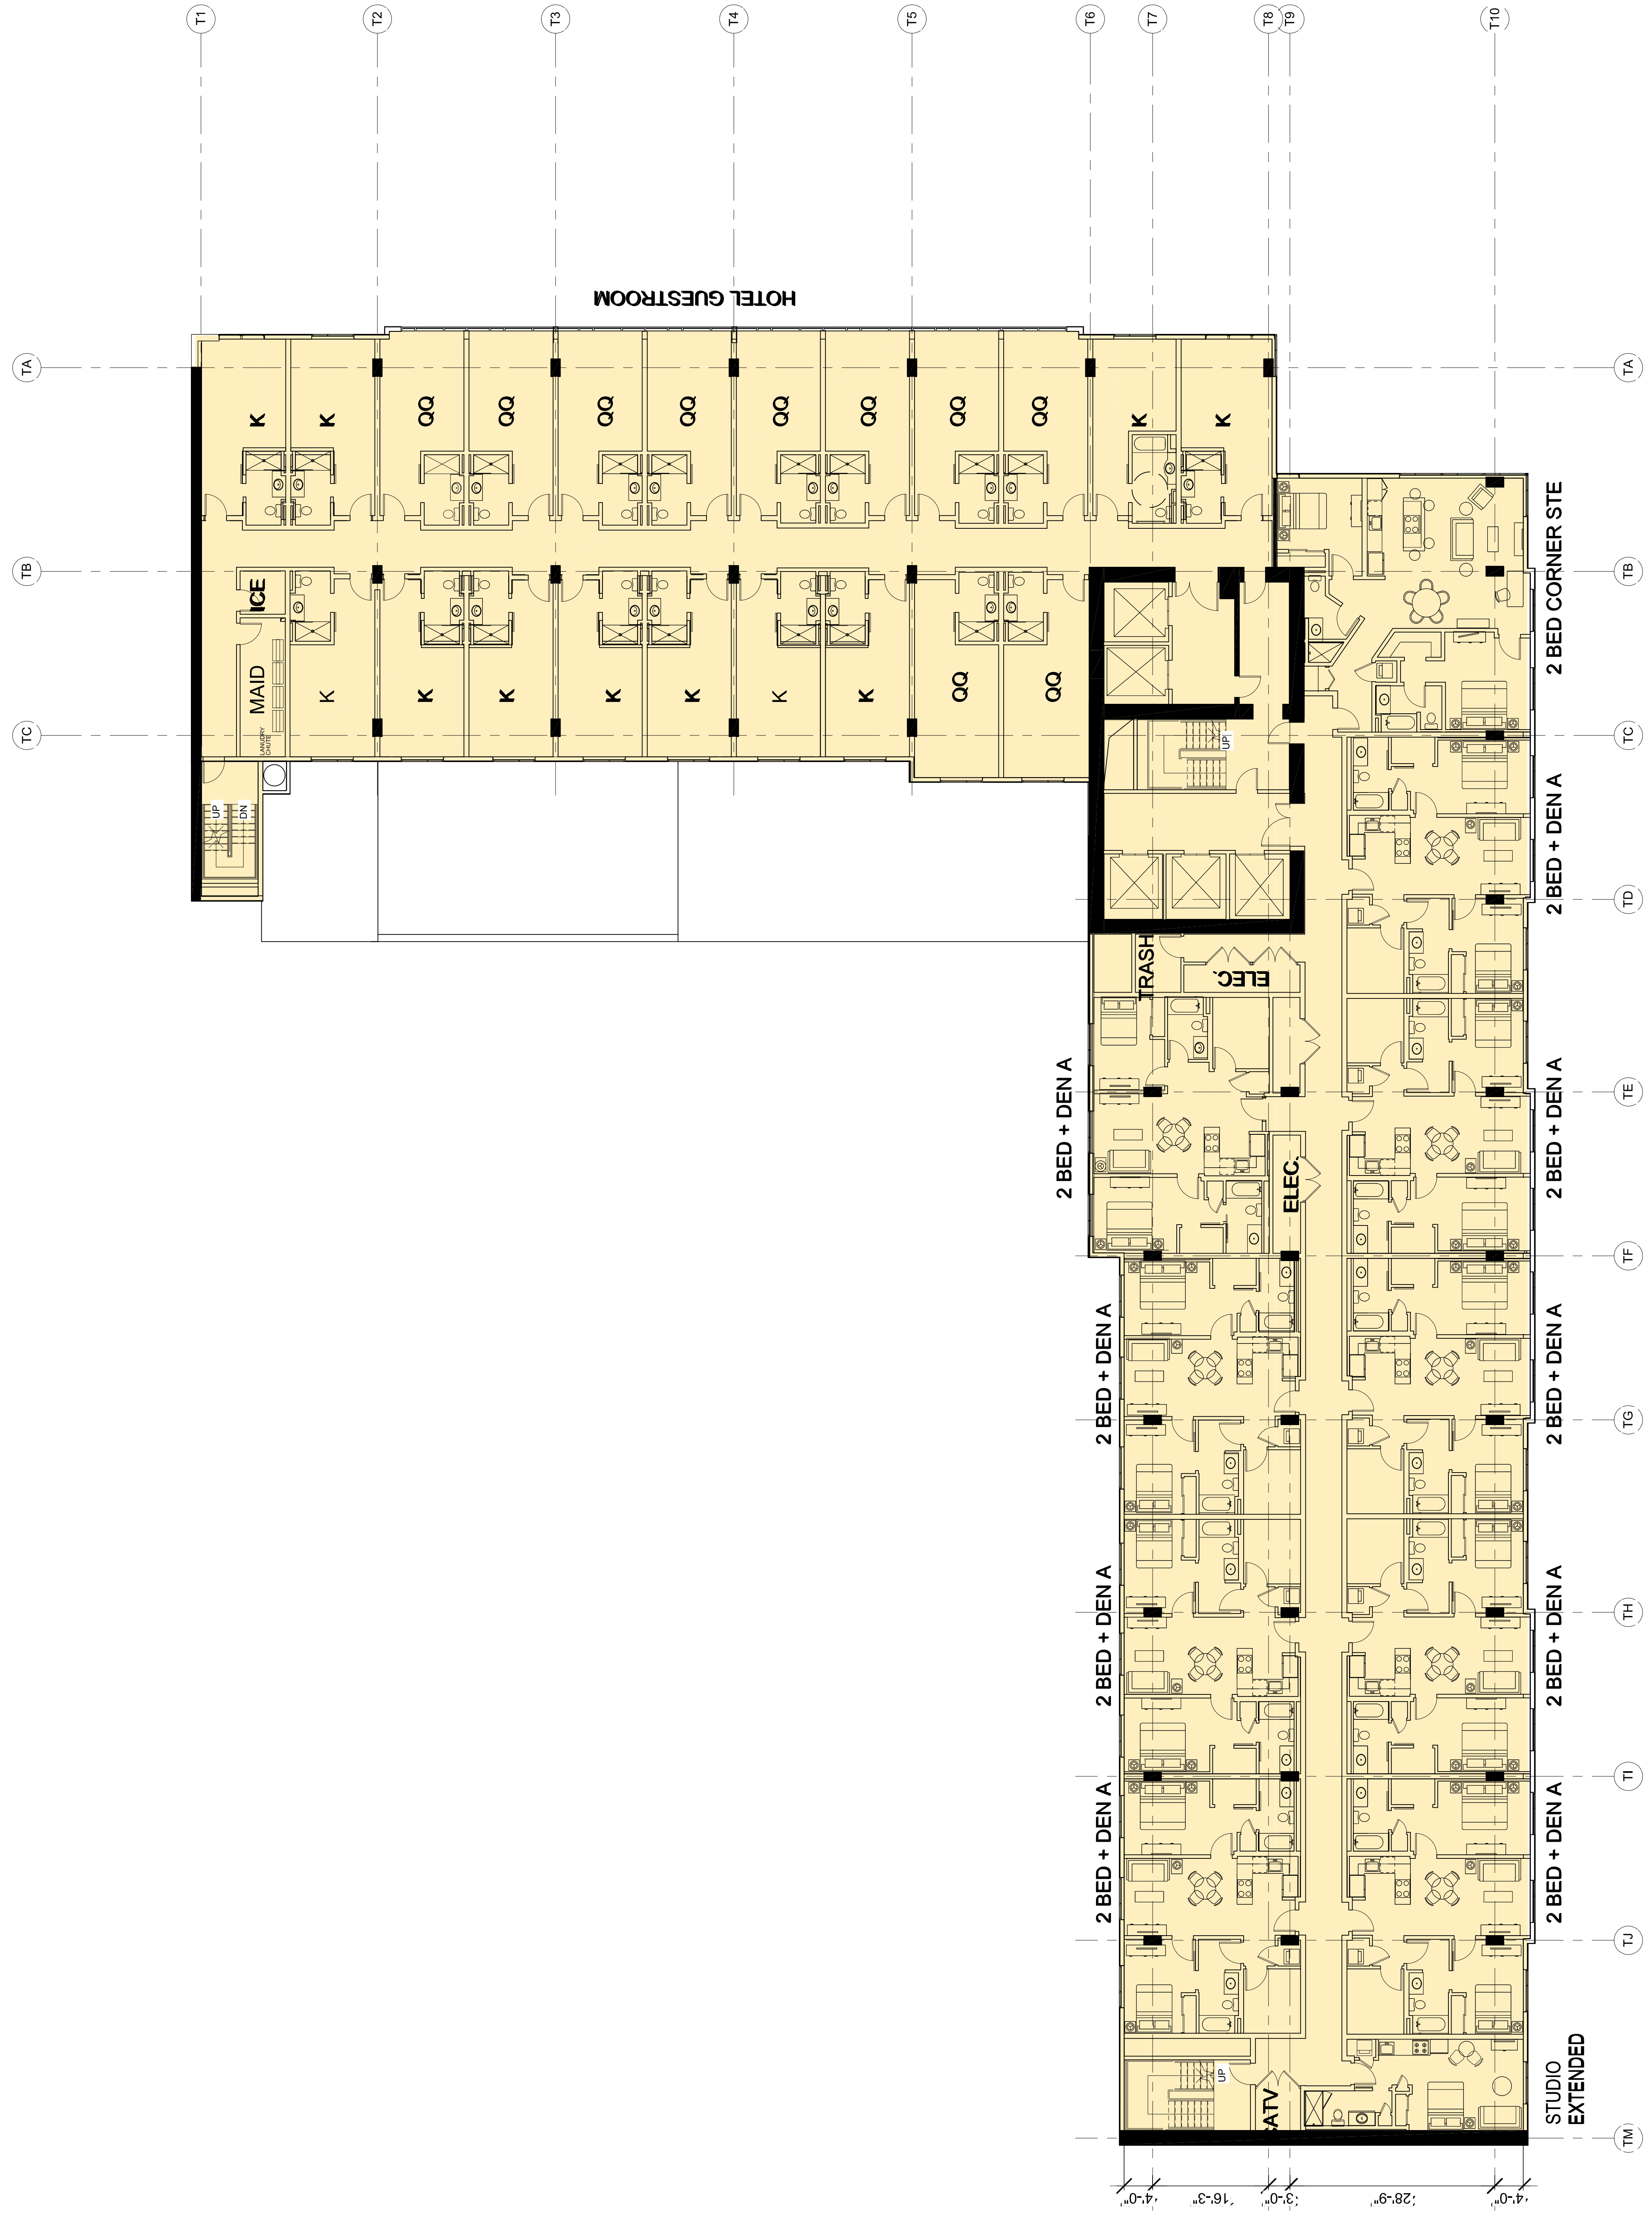 T1
T2
T3
T4
T5
T6
T7
T8
T9
T10
HOTEL GUESTROOM
TA
TA
K
K
QQ
QQ
QQ
QQ
QQ
QQ
QQ
QQ
K
K
TB
TB
ICE
2 BED CORNER STE
MAID
LANUDRY
CHUTE
K
K
K
K
K
K
K
QQ
QQ
TC
TC
UP
UP
DN
2 BED + DEN A
TD
TRASH
ELEC.
2 BED + DEN A
2 BED + DEN A
TE
ELEC.
TF
2 BED + DEN A
2 BED + DEN A
TG
2 BED + DEN A
2 BED + DEN A
TH
TI
2 BED + DEN A
2 BED + DEN A
TJ
UP
CATV
STUDIO
EXTENDED
TM
4'-0"
16'-3"
3'-0"
28'-9"
4'-0"